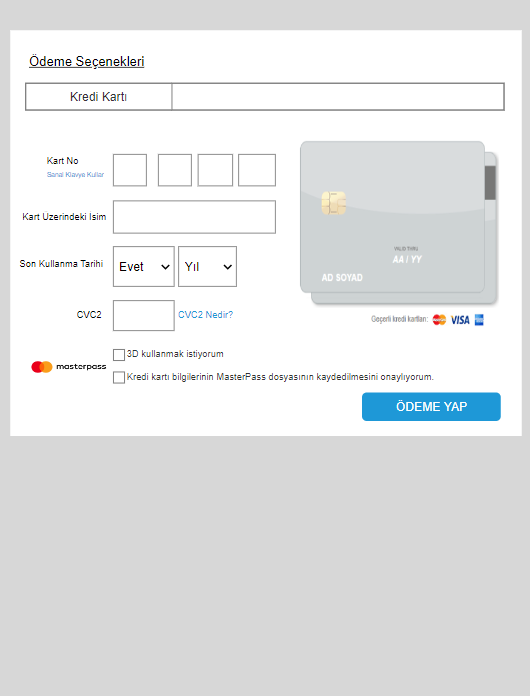 Ödeme Seçenekleri
Kredi Kartı
Kart No
Sanal Klavye Kullar
Kart Uzerindeki Isim
Son Kullanma Tarihi
Evet
Yıl
CVC2
CVC2 Nedir?
VALID THRU
AA / YY
AD SOYAD
Geçerli kredi kartları:
VISA
masterpass
3D kullanmak istiyorum
Kredi kartı bilgilerinin MasterPass dosyasının kaydedilmesini onaylıyorum.
ÖDEME YAP